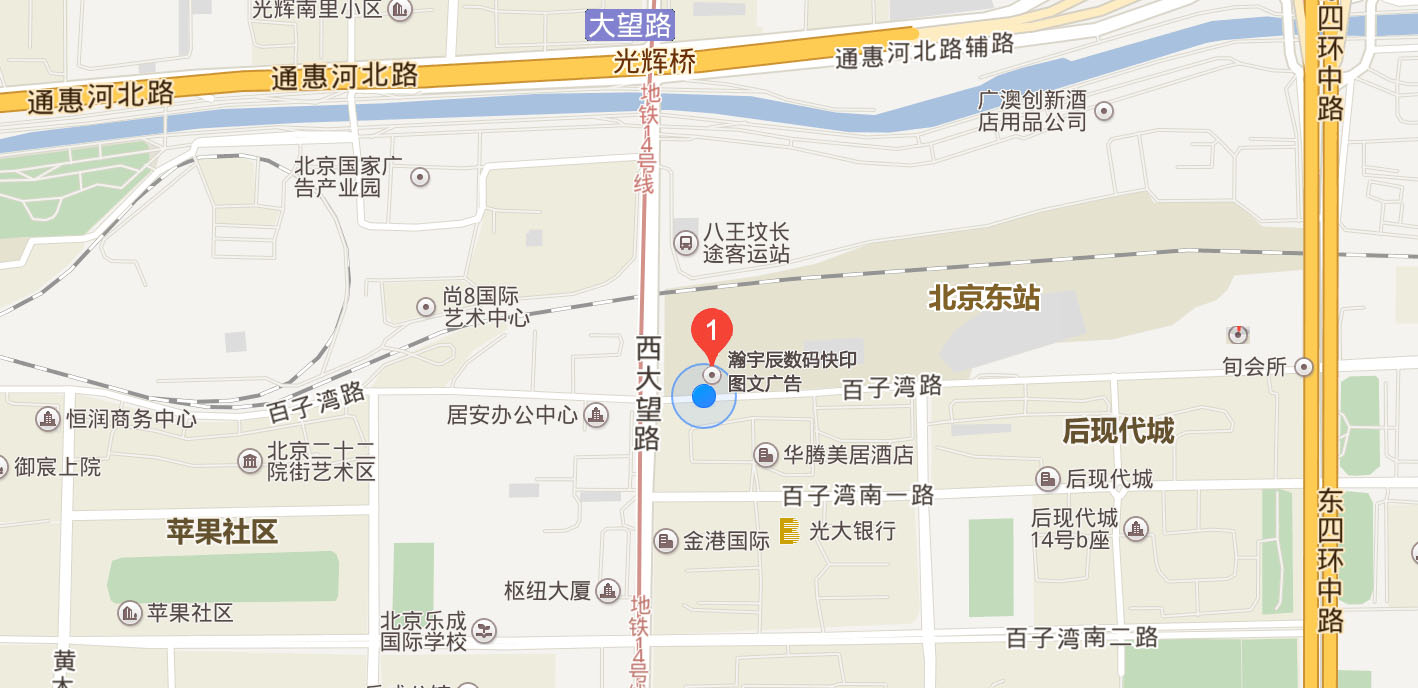 光辉南里小区
大望路
光辉桥
通惠河北路辅路
四环中路
通惠河北路
通惠河北路
地铁14号线
广澳创新酒
店用品公司
北京国家广
告产业园
八王坟长
途客运站
尚8国际
艺术中心
北京东站
1
西大望路
瀚宇辰数码快印
图文广告
旬会所
百子湾路
百子湾路
恒润商务中心
居安办公中心
后现代城
北京二十二
院街艺术区
御宸上院
华腾美居酒店
后现代城
百子湾南一路
苹果社区
金港国际
光大银行
后现代城
14号b座
东四环中路
枢纽大厦
苹果社区
北京乐成
国际学校
地铁14号线
百子湾南二路
黄木